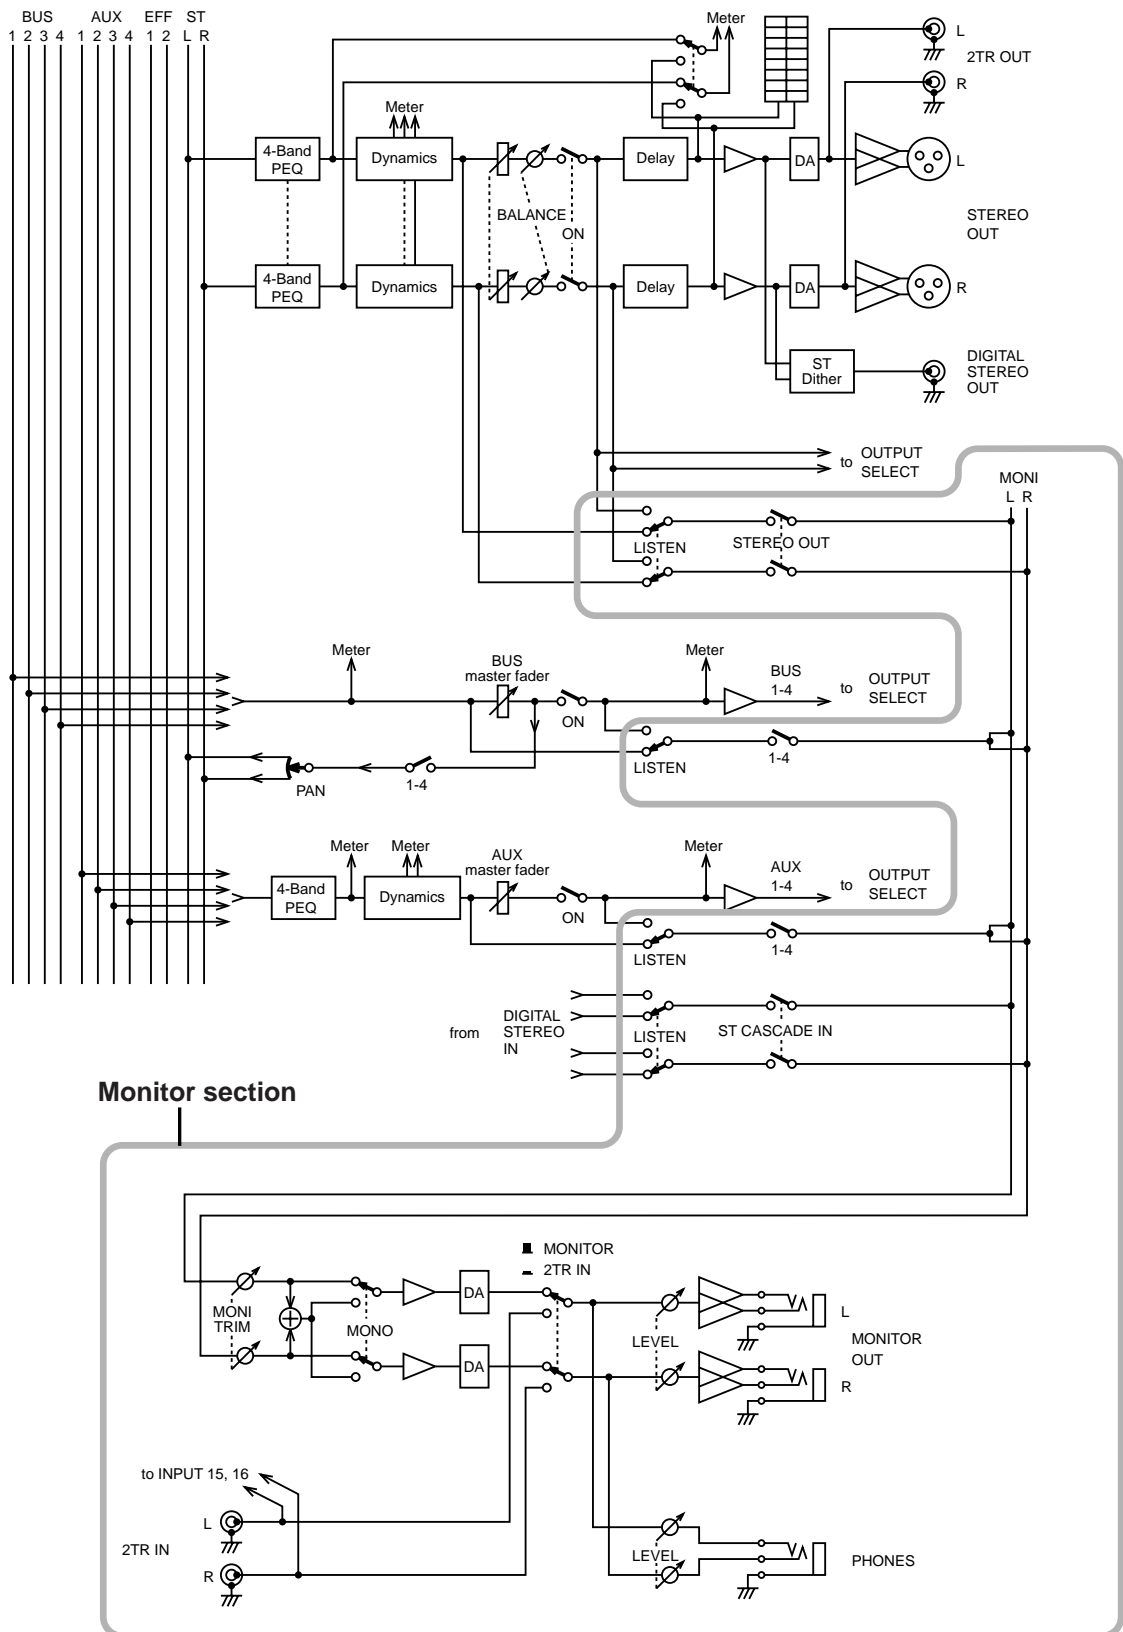 BUS AUX EFF ST
1 2 3 4 1 2 3 4 1 2 L R
Meter
L
2TR OUT
R
Meter
4-Band
PEQ
Dynamics
Delay
DA
L
BALANCE
ON
STEREO
OUT
4-Band
PEQ
Dynamics
Delay
DA
R
ST
Dither
DIGITAL
STEREO
OUT
to OUTPUT
SELECT
MONI
L R
LISTEN
STEREO OUT
Meter
BUS
master fader
ON
Meter
BUS
1-4
to OUTPUT
SELECT
LISTEN
1-4
PAN
1-4
Meter
Meter
AUX
master fader
4-Band
PEQ
Dynamics
ON
Meter
AUX
1-4
to OUTPUT
SELECT
LISTEN
1-4
from DIGITAL
STEREO
IN
LISTEN
ST CASCADE IN
Monitor section
MONITOR
2TR IN
MONI
TRIM
MONO
DA
DA
LEVEL
L
MONITOR
OUT
R
to INPUT 15, 16
L
2TR IN
R
LEVEL
PHONES